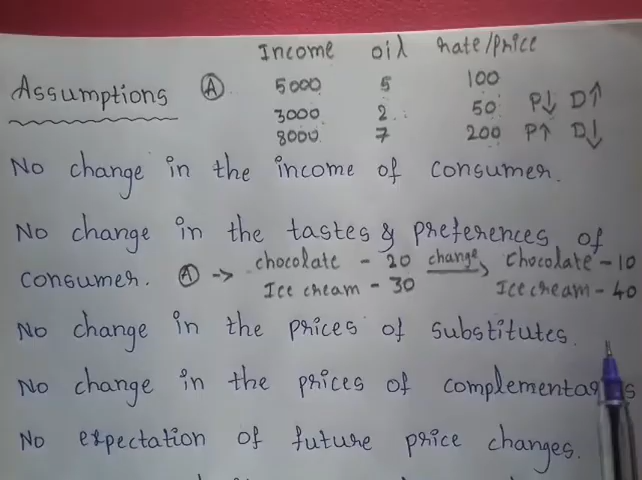 Income oil rate/price
Assumptions A 5000 5 100
3000 2 50 P↓ D↑
8000 7 200 P↑ D↓
No change in the income of consumer.
No change in the tastes & preferences of
consumer. A → chocolate - 20 change Chocolate - 10
Ice cream - 30 Ice cream - 40
No change in the prices of substitutes.
No change in the prices of complementa s
No expectation of future price changes.